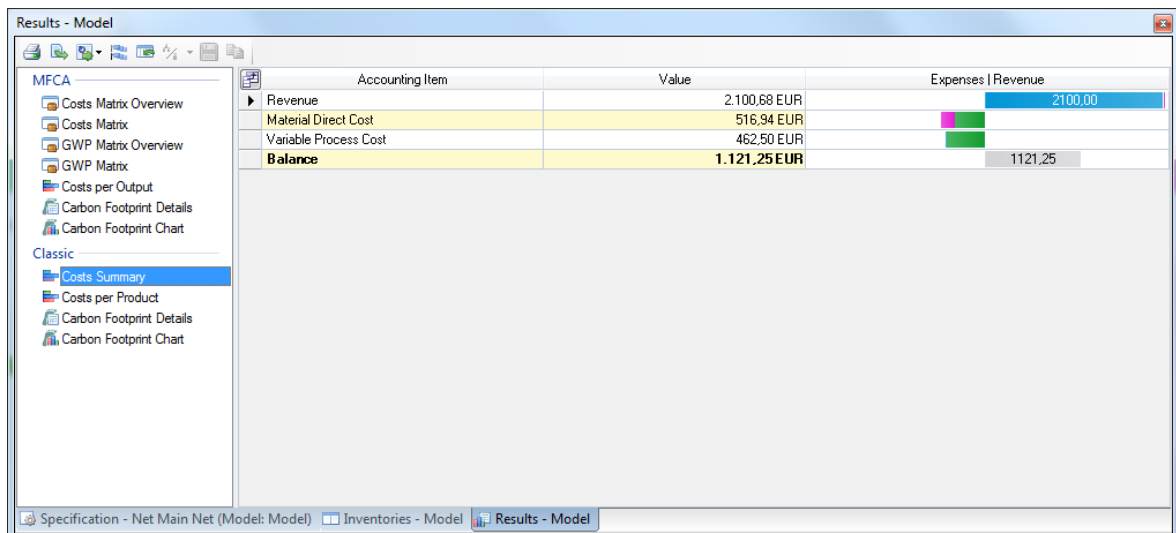 Results - Model
MFCA
Costs Matrix Overview
Costs Matrix
GWP Matrix Overview
GWP Matrix
Costs per Output
Carbon Footprint Details
Carbon Footprint Chart
Classic
Costs Summary
Costs per Product
Carbon Footprint Details
Carbon Footprint Chart
Accounting Item Value Expenses | Revenue
Revenue 2.100,68 EUR 2100,00
Material Direct Cost 516,94 EUR
Variable Process Cost 462,50 EUR
Balance 1.121,25 EUR 1121,25
Specification - Net Main Net (Model: Model) Inventories - Model Results - Model